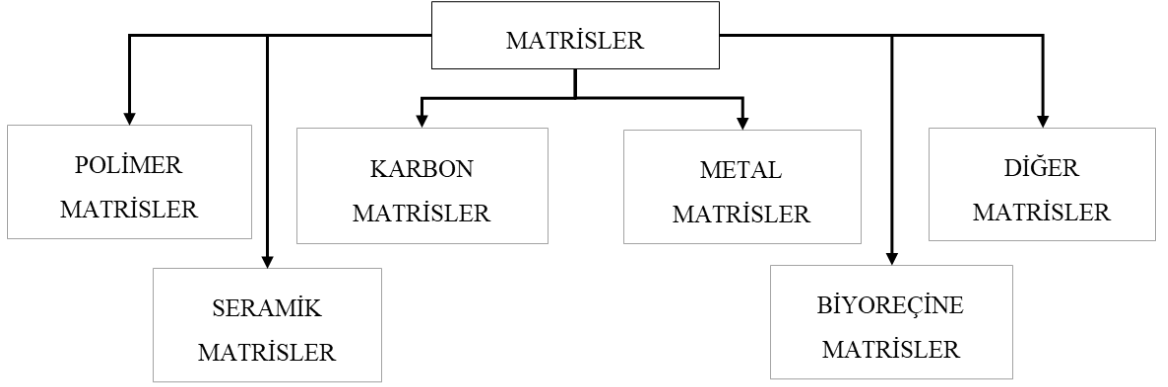 MATRİSLER
POLİMER
MATRİSLER
KARBON
MATRİSLER
METAL
MATRİSLER
DİĞER
MATRİSLER
SERAMİK
MATRİSLER
BİYOREÇİNE
MATRİSLER